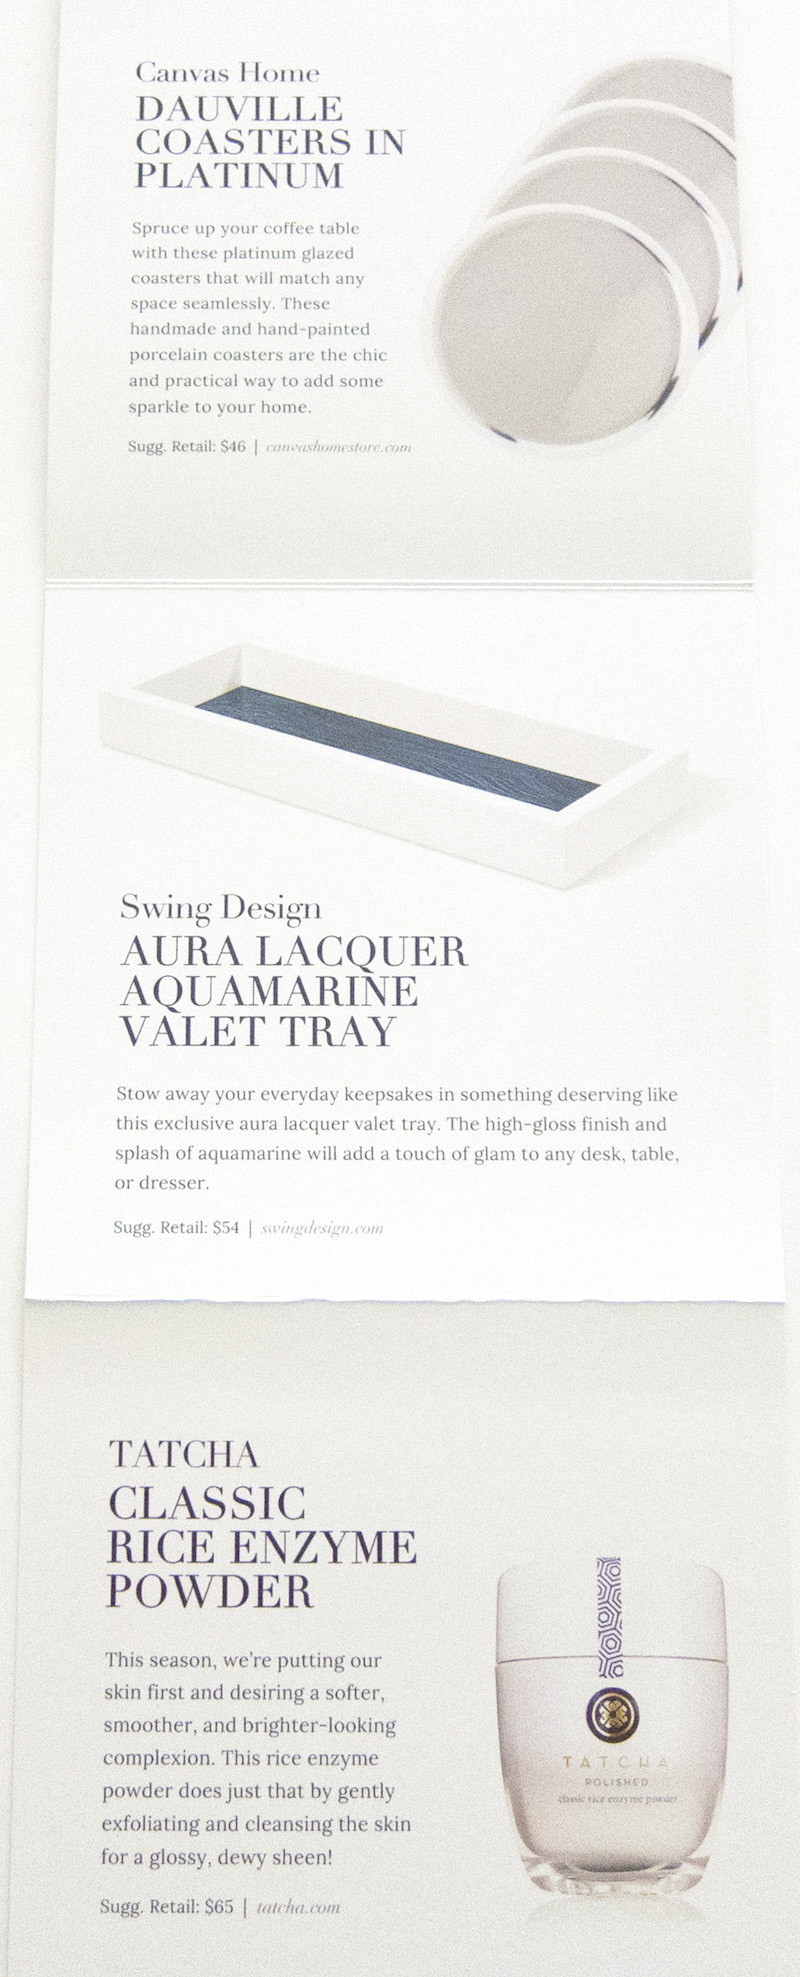 Canvas Home
DAUVILLE
COASTERS IN
PLATINUM
Spruce up your coffee table
with these platinum glazed
coasters that will match any
space seamlessly. These
handmade and hand-painted
porcelain coasters are the chic
and practical way to add some
sparkle to your home.
Sugg. Retail: $46 | canvashomestore.com
Swing Design
AURA LACQUER
AQUAMARINE
VALET TRAY
Stow away your everyday keepsakes in something deserving like
this exclusive aura lacquer valet tray. The high-gloss finish and
splash of aquamarine will add a touch of glam to any desk, table,
or dresser.
Sugg. Retail: $54 | swingdesign.com
TATCHA
CLASSIC
RICE ENZYME
POWDER
This season, we're putting our
skin first and desiring a softer,
smoother, and brighter-looking
complexion. This rice enzyme
powder does just that by gently
exfoliating and cleansing the skin
for a glossy, dewy sheen!
Sugg. Retail: $65 | tatcha.com
TATCHA
POLISHED
classic rice enzyme powder